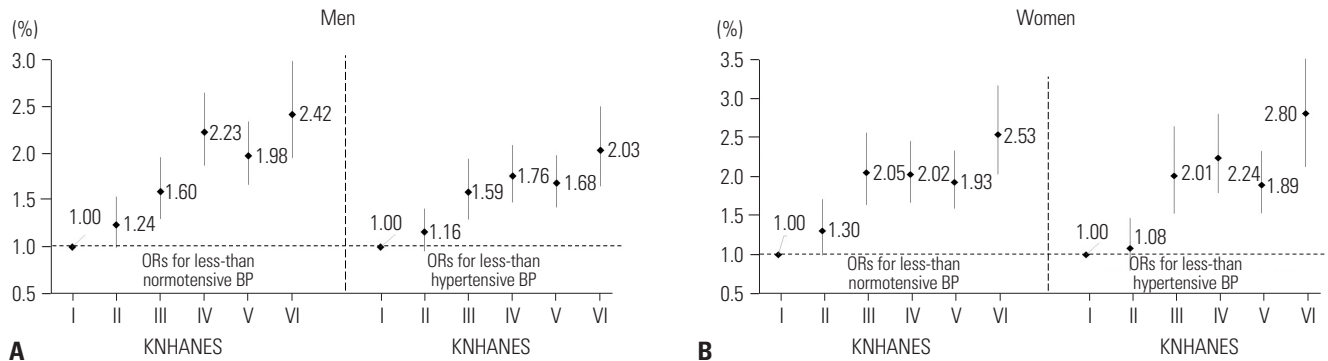 Men
(%)
3.0
2.5
2.0
1.5
1.0
0.5
1.00
1.24
1.60
2.23
1.98
2.42
ORs for less-than
normotensive BP
1.00
1.16
1.59
1.76
1.68
2.03
ORs for less-than
hypertensive BP
I II III IV V VI I II III IV V VI
KNHANES KNHANES
A
Women
(%)
3.5
3.0
2.5
2.0
1.5
1.0
0.5
1.00
1.30
2.05
2.02
1.93
2.53
ORs for less-than
normotensive BP
1.00
1.08
2.01
2.24
1.89
2.80
ORs for less-than
hypertensive BP
I II III IV V VI I II III IV V VI
KNHANES KNHANES
B